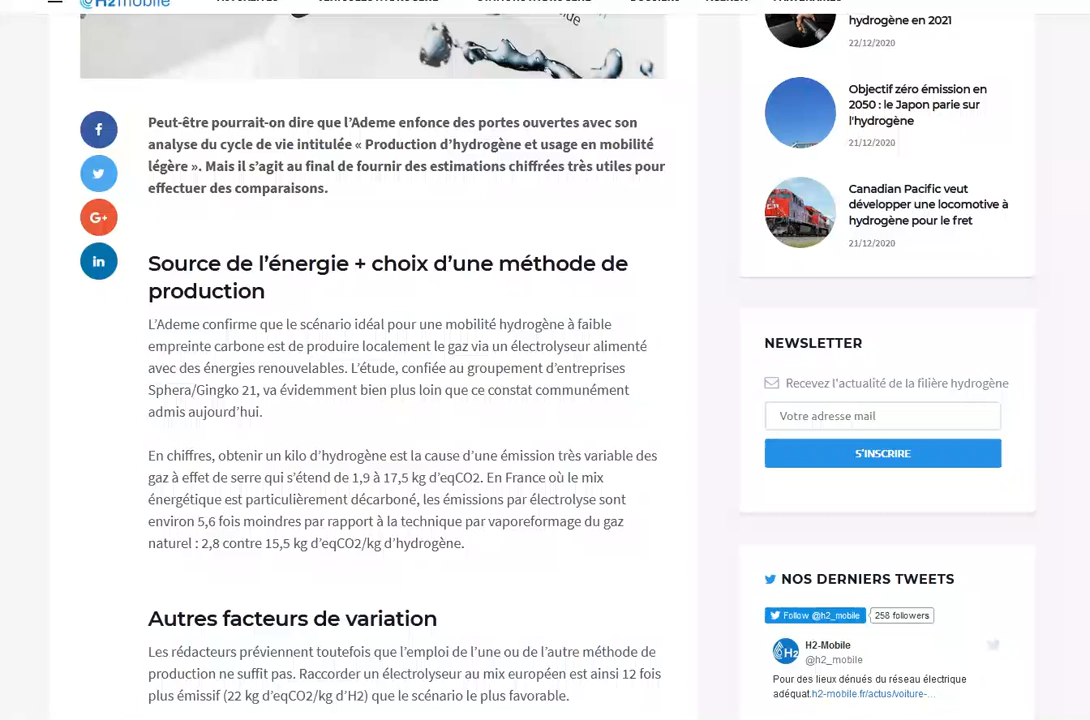 H2mobile
hydrogène en 2021
22/12/2020
Objectif zéro émission en
2050 : le Japon parie sur
l'hydrogène
21/12/2020
Canadian Pacific veut
développer une locomotive à
hydrogène pour le fret
21/12/2020
Peut-être pourrait-on dire que l’Ademe enfonce des portes ouvertes avec son
analyse du cycle de vie intitulée « Production d’hydrogène et usage en mobilité
légère ». Mais il s’agit au final de fournir des estimations chiffrées très utiles pour
effectuer des comparaisons.
Source de l’énergie + choix d’une méthode de
production
L’Ademe confirme que le scénario idéal pour une mobilité hydrogène à faible
empreinte carbone est de produire localement le gaz via un électrolyseur alimenté
avec des énergies renouvelables. L’étude, confiée au groupement d’entreprises
Sphera/Gingko 21, va évidemment bien plus loin que ce constat communément
admis aujourd’hui.
En chiffres, obtenir un kilo d’hydrogène est la cause d’une émission très variable des
gaz à effet de serre qui s’étend de 1,9 à 17,5 kg d’eqCO2. En France où le mix
énergétique est particulièrement décarboné, les émissions par électrolyse sont
environ 5,6 fois moindres par rapport à la technique par vaporeformage du gaz
naturel : 2,8 contre 15,5 kg d’eqCO2/kg d’hydrogène.
Autres facteurs de variation
Les rédacteurs préviennent toutefois que l’emploi de l’une ou de l’autre méthode de
production ne suffit pas. Raccorder un électrolyseur au mix européen est ainsi 12 fois
plus émissif (22 kg d’eqCO2/kg d’H2) que le scénario le plus favorable.
NEWSLETTER
Recevez l'actualité de la filière hydrogène
Votre adresse mail
S'INSCRIRE
NOS DERNIERS TWEETS
Follow @h2_mobile
258 followers
H2
H2-Mobile
@h2_mobile
Pour des lieux dénués du réseau électrique
adéquat.h2-mobile.fr/actus/voiture-…